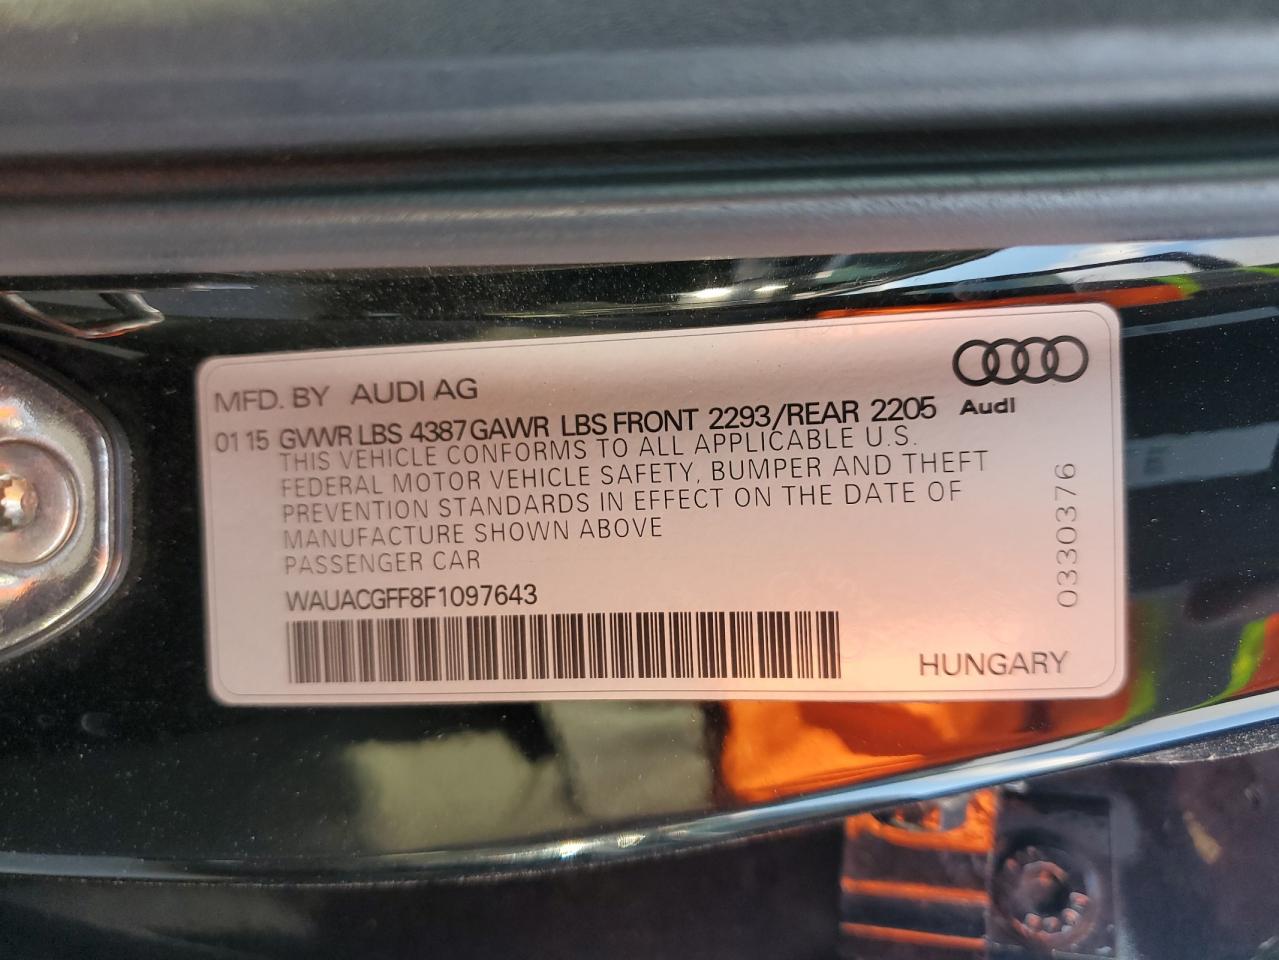 MFD. BY AUDI AG
Audi
01 15 GVWR LBS 4387 GAWR LBS FRONT 2293/REAR 2205
THIS VEHICLE CONFORMS TO ALL APPLICABLE U.S.
FEDERAL MOTOR VEHICLE SAFETY, BUMPER AND THEFT
PREVENTION STANDARDS IN EFFECT ON THE DATE OF
MANUFACTURE SHOWN ABOVE
PASSENGER CAR
WAUACGFF8F1097643
0330376
HUNGARY